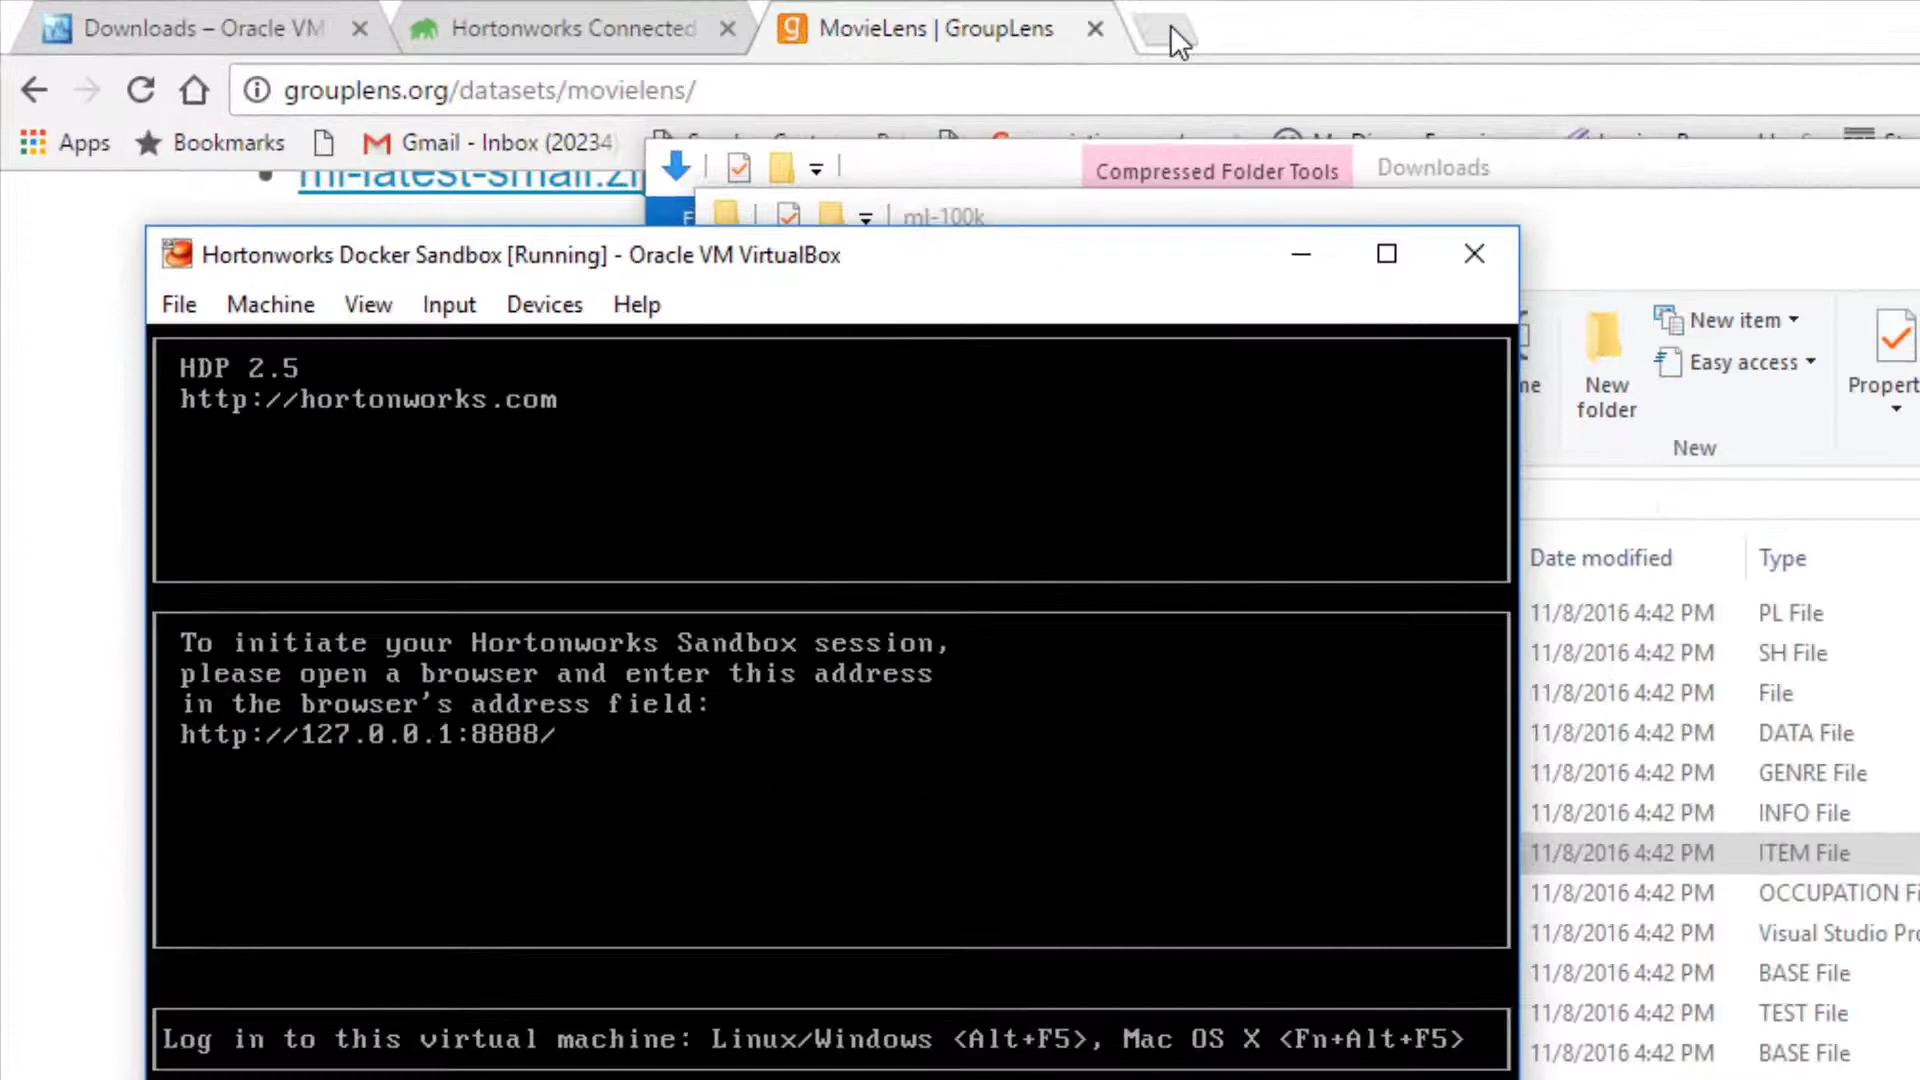 Downloads – Oracle VM
Hortonworks Connected
MovieLens | GroupLens
grouplens.org/datasets/movielens/
Apps
Bookmarks
Gmail - Inbox (20234)
ml-latest-small.zi
Compressed Folder Tools
Downloads
F
ml-100k
Hortonworks Docker Sandbox [Running] - Oracle VM VirtualBox
File Machine View Input Devices Help
HDP 2.5
http://hortonworks.com
To initiate your Hortonworks Sandbox session,
please open a browser and enter this address
in the browser's address field:
http://127.0.0.1:8888/
Log in to this virtual machine: Linux/Windows <Alt+F5>, Mac OS X <Fn+Alt+F5>
New item
Easy access
New
folder
Propert
New
Date modified Type
11/8/2016 4:42 PM PL File
11/8/2016 4:42 PM SH File
11/8/2016 4:42 PM File
11/8/2016 4:42 PM DATA File
11/8/2016 4:42 PM GENRE File
11/8/2016 4:42 PM INFO File
11/8/2016 4:42 PM ITEM File
11/8/2016 4:42 PM OCCUPATION Fi
11/8/2016 4:42 PM Visual Studio Pro
11/8/2016 4:42 PM BASE File
11/8/2016 4:42 PM TEST File
11/8/2016 4:42 PM BASE File